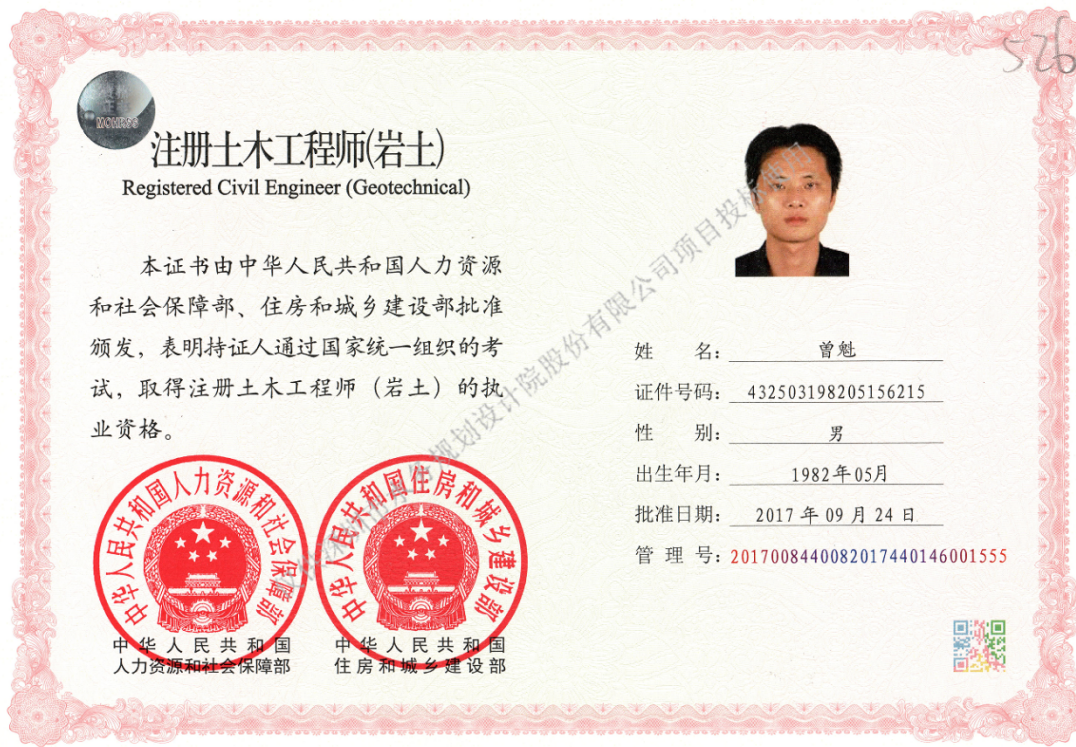 526
MOHRSS
注册土木工程师(岩土)
Registered Civil Engineer (Geotechnical)
本证书由中华人民共和国人力资源
和社会保障部、住房和城乡建设部批准
颁发，表明持证人通过国家统一组织的考
试，取得注册土木工程师（岩土）的执
业资格。
中华人民共和国人力资源和社会保障部
中华人民共和国住房和城乡建设部
中华人民共和国
人力资源和社会保障部
中华人民共和国
住房和城乡建设部
姓 名： 曾魁
证件号码： 432503198205156215
性 别： 男
出生年月： 1982年05月
批准日期： 2017 年 09 月 24 日
管 理 号： 2017008440082017440146001555
规划设计院股份有限公司项目投标